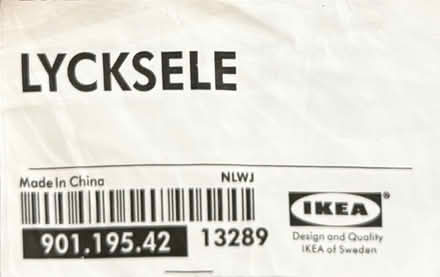 LYCKSELE
Made in China
NLWJ
IKEA®
901.195.42
13289
Design and Quality
IKEA of Sweden